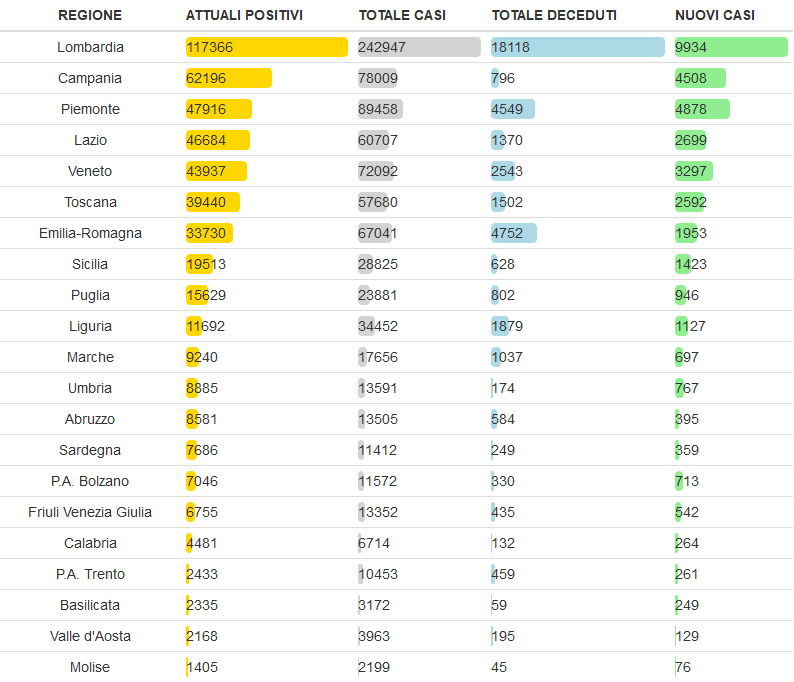 REGIONE ATTUALI POSITIVI TOTALE CASI TOTALE DECEDUTI NUOVI CASI
Lombardia 117366 242947 18118 9934
Campania 62196 78009 796 4508
Piemonte 47916 89458 4549 4878
Lazio 46684 60707 1370 2699
Veneto 43937 72092 2543 3297
Toscana 39440 57680 1502 2592
Emilia-Romagna 33730 67041 4752 1953
Sicilia 19513 28825 628 1423
Puglia 15629 23881 802 946
Liguria 11692 34452 1879 1127
Marche 9240 17656 1037 697
Umbria 8885 13591 174 767
Abruzzo 8581 13505 584 395
Sardegna 7686 11412 249 359
P.A. Bolzano 7046 11572 330 713
Friuli Venezia Giulia 6755 13352 435 542
Calabria 4481 6714 132 264
P.A. Trento 2433 10453 459 261
Basilicata 2335 3172 59 249
Valle d'Aosta 2168 3963 195 129
Molise 1405 2199 45 76